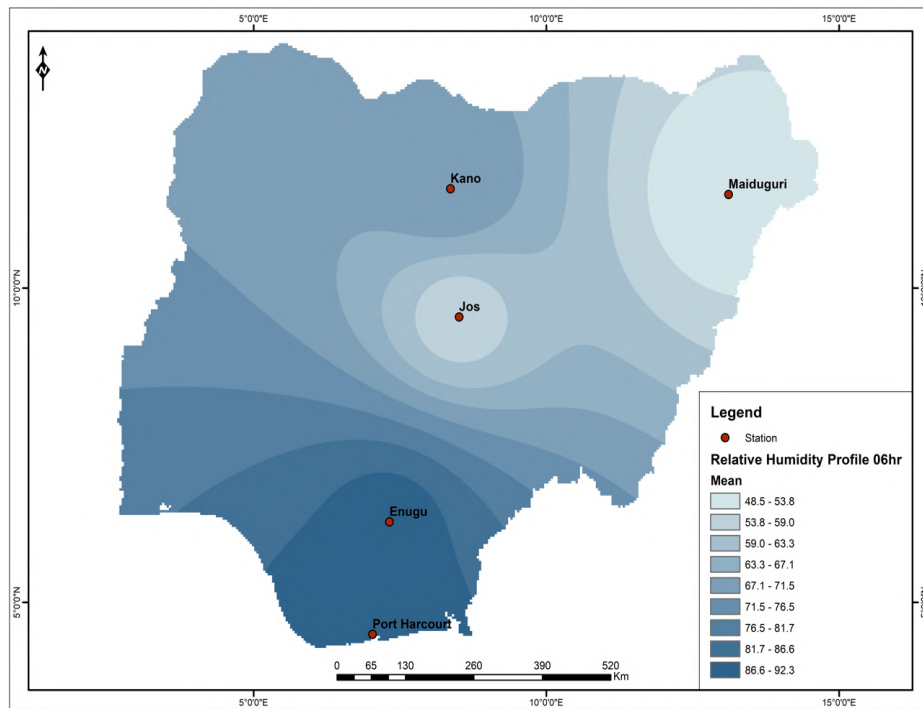 5°0'0"E 10°0'0"E 15°0'0"E
N
Kano
Maiduguri
10°0'0"N
Jos
Enugu
5°0'0"N
Port Harcourt
0 65 130 260 390 520
Km
Legend
Station
Relative Humidity Profile 06hr
Mean
48.5 - 53.8
53.8 - 59.0
59.0 - 63.3
63.3 - 67.1
67.1 - 71.5
71.5 - 76.5
76.5 - 81.7
81.7 - 86.6
86.6 - 92.3
5°0'0"E 10°0'0"E 15°0'0"E